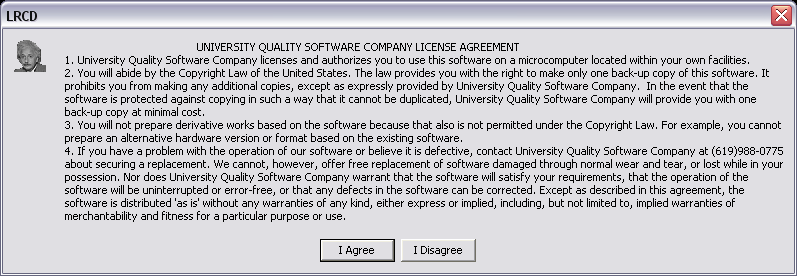 LRCD
UNIVERSITY QUALITY SOFTWARE COMPANY LICENSE AGREEMENT
1. University Quality Software Company licenses and authorizes you to use this software on a microcomputer located within your own facilities.
2. You will abide by the Copyright Law of the United States. The law provides you with the right to make only one back-up copy of this software. It
prohibits you from making any additional copies, except as expressly provided by University Quality Software Company.  In the event that the
software is protected against copying in such a way that it cannot be duplicated, University Quality Software Company will provide you with one
back-up copy at minimal cost.
3. You will not prepare derivative works based on the software because that also is not permitted under the Copyright Law. For example, you cannot
prepare an alternative hardware version or format based on the existing software.
4. If you have a problem with the operation of our software or believe it is defective, contact University Quality Software Company at (619)988-0775
about securing a replacement. We cannot, however, offer free replacement of software damaged through normal wear and tear, or lost while in your
possession. Nor does University Quality Software Company warrant that the software will satisfy your requirements, that the operation of the
software will be uninterrupted or error-free, or that any defects in the software can be corrected. Except as described in this agreement, the
software is distributed 'as is' without any warranties of any kind, either express or implied, including, but not limited to, implied warranties of
merchantability and fitness for a particular purpose or use.
I Agree
I Disagree